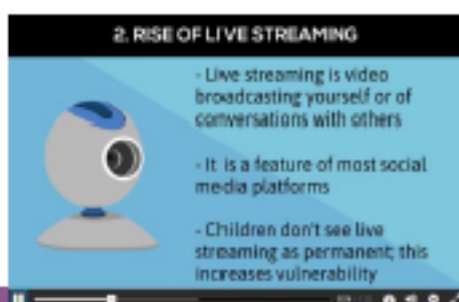 2. RISE OF LIVE STREAMING
- Live streaming is video
broadcasting yourself or of
conversations with others
- It is a feature of most social
media platforms
- Children don't see live
streaming as permanent; this
increases vulnerability